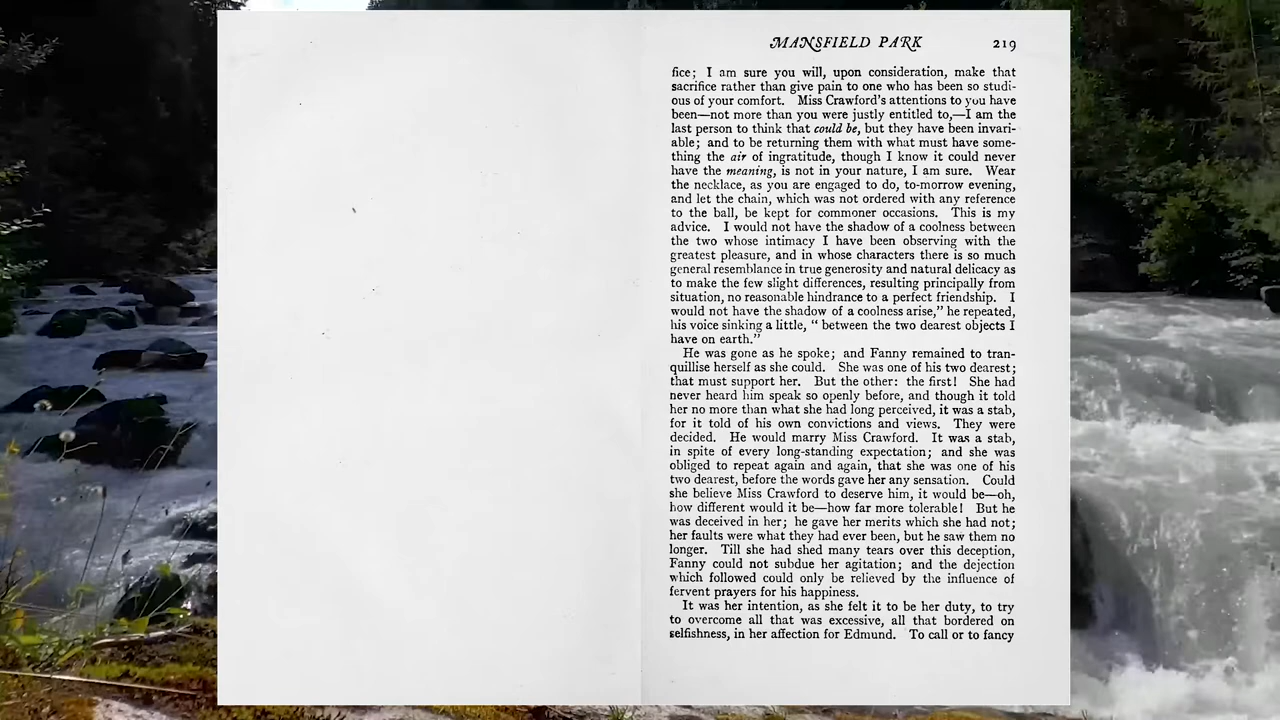 MANSFIELD PARK 219
fice; I am sure you will, upon consideration, make that
sacrifice rather than give pain to one who has been so studi-
ous of your comfort. Miss Crawford's attentions to you have
been—not more than you were justly entitled to,—I am the
last person to think that could be, but they have been invari-
able; and to be returning them with what must have some-
thing the air of ingratitude, though I know it could never
have the meaning, is not in your nature, I am sure. Wear
the necklace, as you are engaged to do, to-morrow evening,
and let the chain, which was not ordered with any reference
to the ball, be kept for commoner occasions. This is my
advice. I would not have the shadow of a coolness between
the two whose intimacy I have been observing with the
greatest pleasure, and in whose characters there is so much
general resemblance in true generosity and natural delicacy as
to make the few slight differences, resulting principally from
situation, no reasonable hindrance to a perfect friendship. I
would not have the shadow of a coolness arise," he repeated,
his voice sinking a little, " between the two dearest objects I
have on earth."
He was gone as he spoke; and Fanny remained to tran-
quillise herself as she could. She was one of his two dearest;
that must support her. But the other: the first! She had
never heard him speak so openly before, and though it told
her no more than what she had long perceived, it was a stab,
for it told of his own convictions and views. They were
decided. He would marry Miss Crawford. It was a stab,
in spite of every long-standing expectation; and she was
obliged to repeat again and again, that she was one of his
two dearest, before the words gave her any sensation. Could
she believe Miss Crawford to deserve him, it would be—oh,
how different would it be—how far more tolerable! But he
was deceived in her; he gave her merits which she had not;
her faults were what they had ever been, but he saw them no
longer. Till she had shed many tears over this deception,
Fanny could not subdue her agitation; and the dejection
which followed could only be relieved by the influence of
fervent prayers for his happiness.
It was her intention, as she felt it to be her duty, to try
to overcome all that was excessive, all that bordered on
selfishness, in her affection for Edmund. To call or to fancy